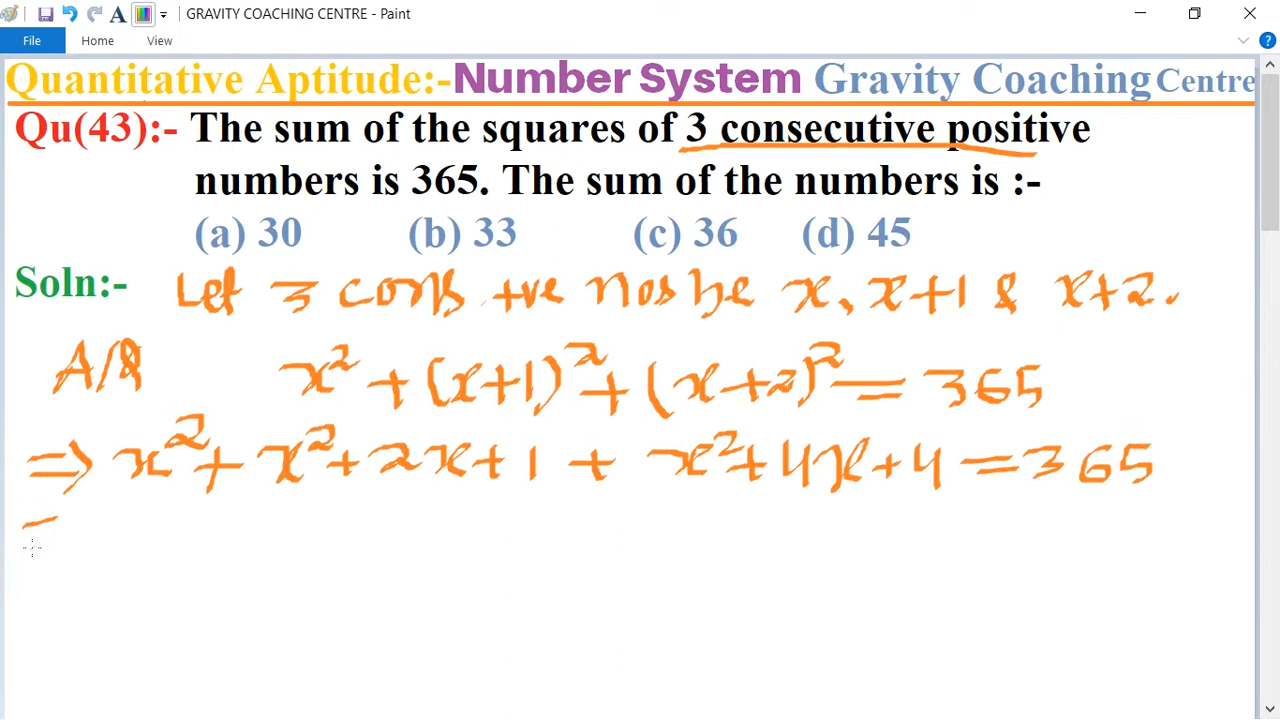 GRAVITY COACHING CENTRE - Paint
File Home View
Quantitative Aptitude:-Number System Gravity Coaching Centre
Qu(43):- The sum of the squares of 3 consecutive positive
numbers is 365. The sum of the numbers is :-
(a) 30 (b) 33 (c) 36 (d) 45
Soln:- Let 3 cons +ve nos be x, x+1 & x+2.
A/Q x² + (x+1)² + (x+2)² = 365
⇒ x² + x² + 2x + 1 + x² + 4x + 4 = 365